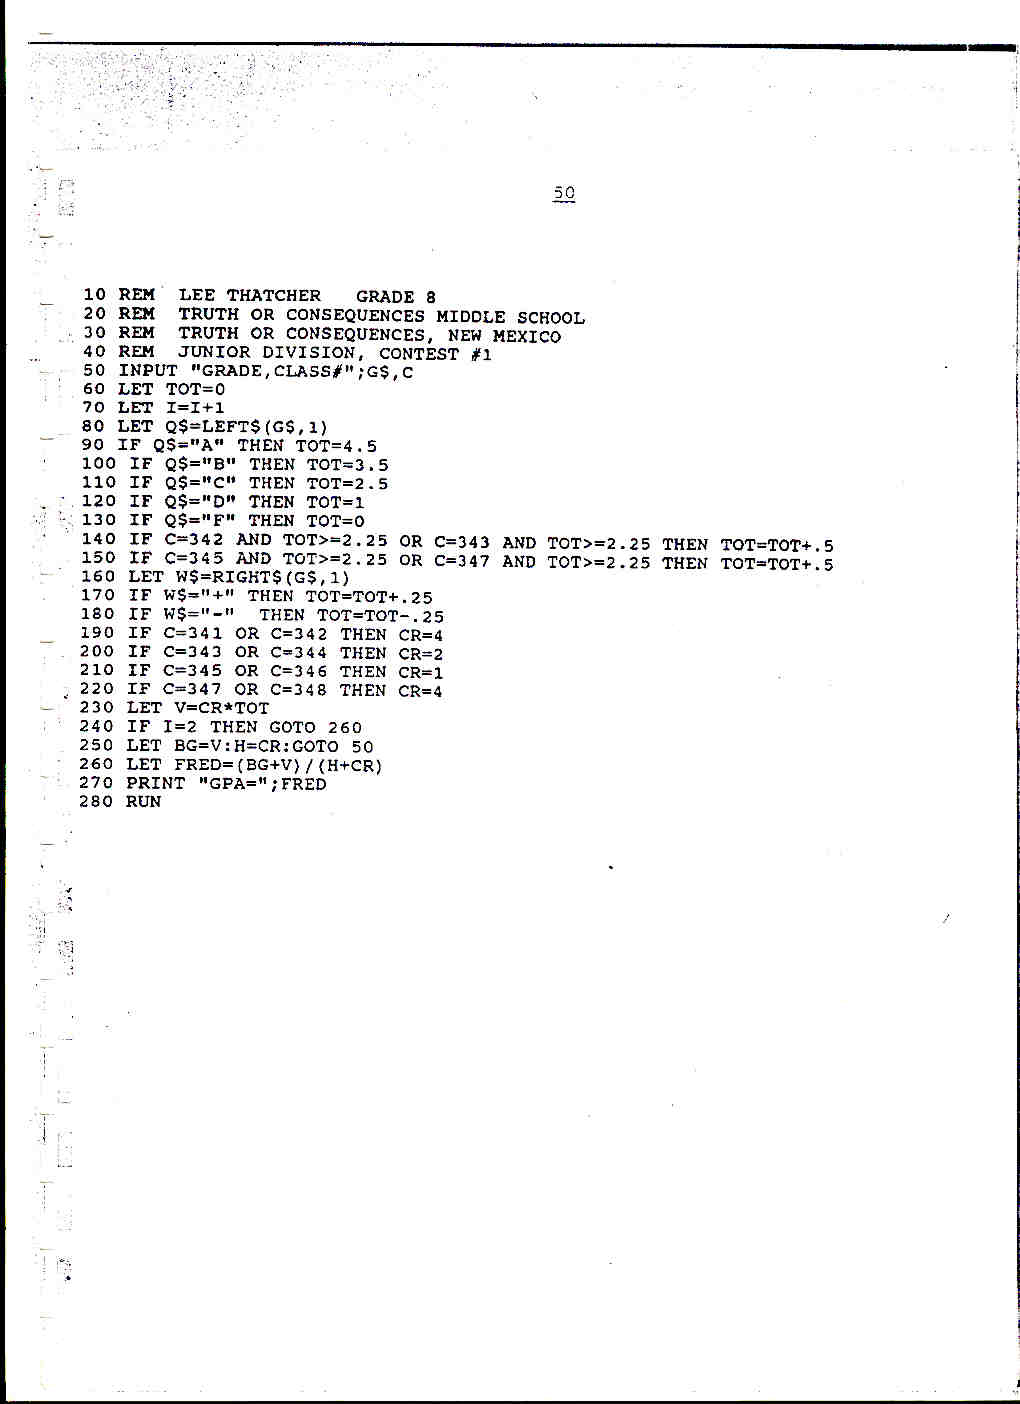 50
10 REM  LEE THATCHER   GRADE 8
20 REM  TRUTH OR CONSEQUENCES MIDDLE SCHOOL
30 REM  TRUTH OR CONSEQUENCES, NEW MEXICO
40 REM  JUNIOR DIVISION, CONTEST #1
50 INPUT "GRADE,CLASS#";G$,C
60 LET TOT=0
70 LET I=I+1
80 LET Q$=LEFT$(G$,1)
90 IF Q$="A" THEN TOT=4.5
100 IF Q$="B" THEN TOT=3.5
110 IF Q$="C" THEN TOT=2.5
120 IF Q$="D" THEN TOT=1
130 IF Q$="F" THEN TOT=0
140 IF C=342 AND TOT>=2.25 OR C=343 AND TOT>=2.25 THEN TOT=TOT+.5
150 IF C=345 AND TOT>=2.25 OR C=347 AND TOT>=2.25 THEN TOT=TOT+.5
160 LET W$=RIGHT$(G$,1)
170 IF W$="+" THEN TOT=TOT+.25
180 IF W$="-"  THEN TOT=TOT-.25
190 IF C=341 OR C=342 THEN CR=4
200 IF C=343 OR C=344 THEN CR=2
210 IF C=345 OR C=346 THEN CR=1
220 IF C=347 OR C=348 THEN CR=4
230 LET V=CR*TOT
240 IF I=2 THEN GOTO 260
250 LET BG=V:H=CR:GOTO 50
260 LET FRED=(BG+V)/(H+CR)
270 PRINT "GPA=";FRED
280 RUN